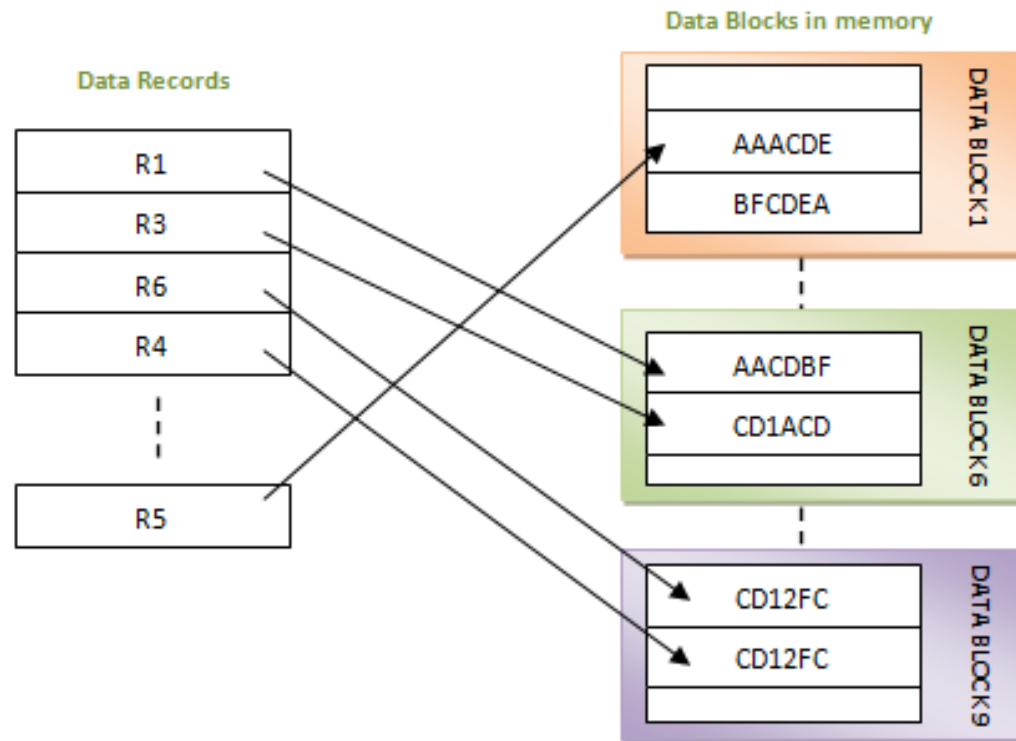 Data Records
R1
R3
R6
R4
R5
Data Blocks in memory
AAACDE
BFCDEA
DATA BLOCK1
AACDBF
CD1ACD
DATA BLOCK6
CD12FC
CD12FC
DATA BLOCK9